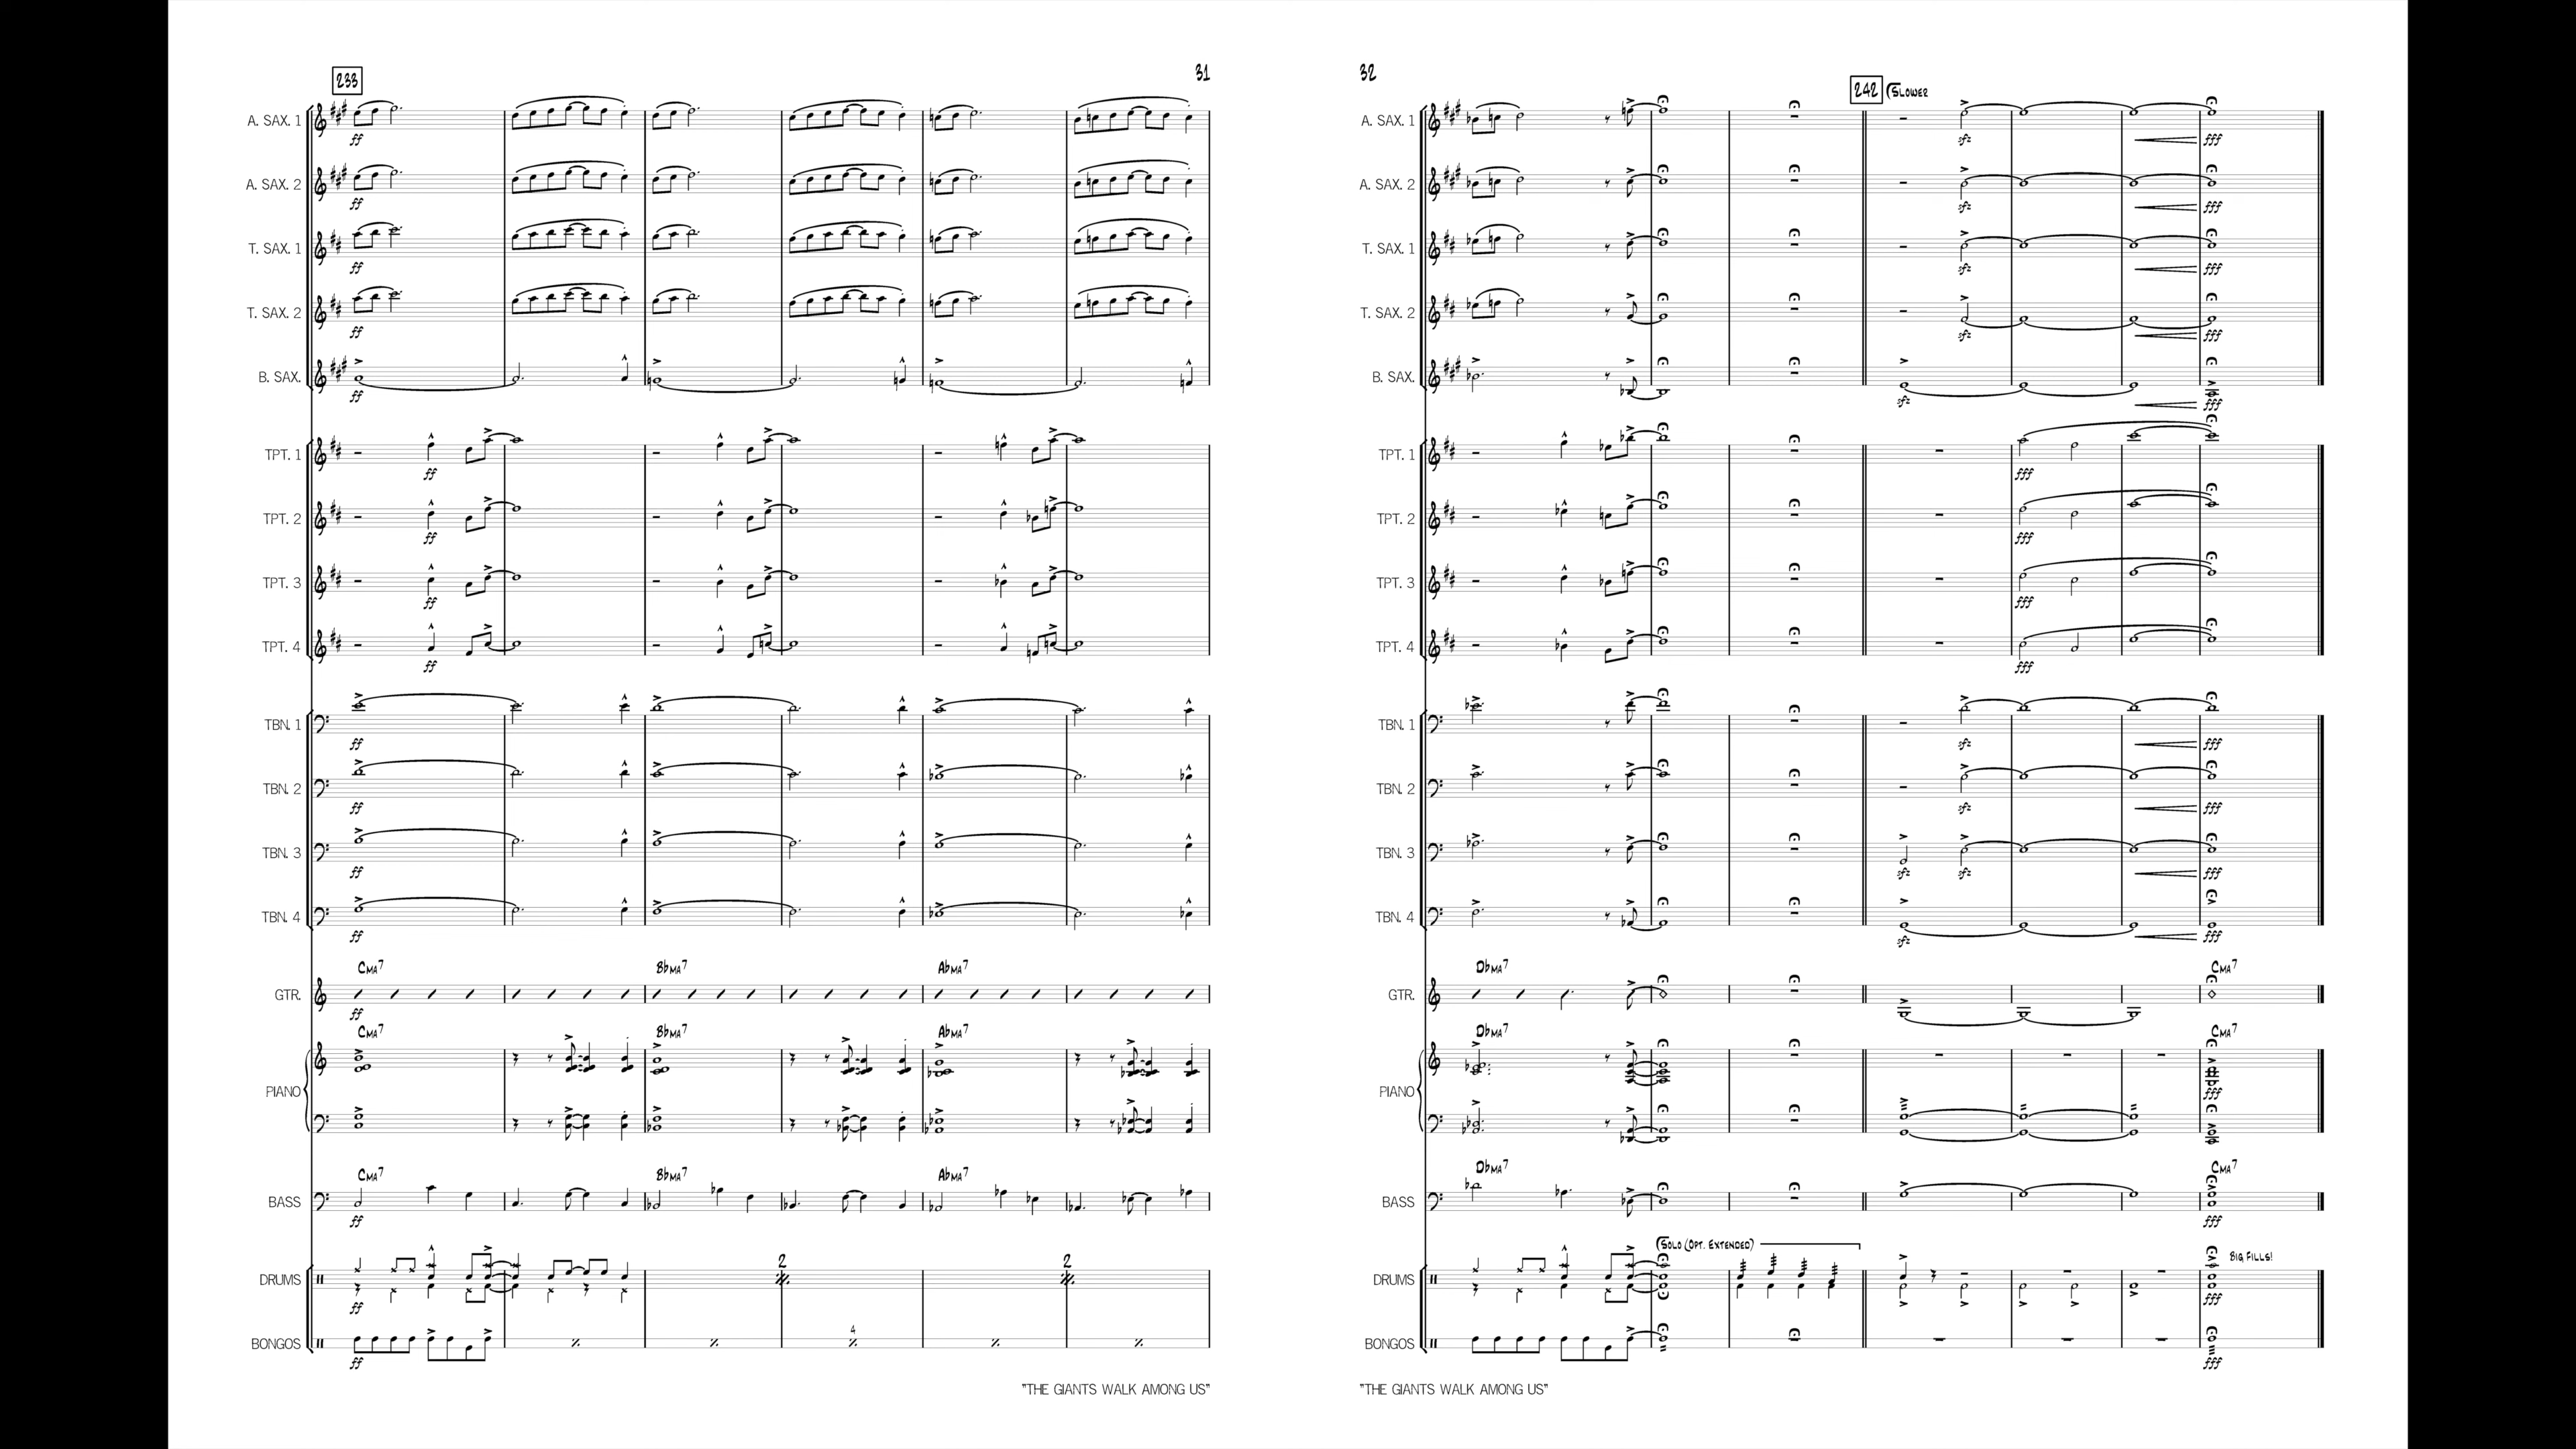 233
31
A. SAX. 1
ff
A. SAX. 2
ff
T. SAX. 1
ff
T. SAX. 2
ff
B. SAX.
ff
TPT. 1
ff
TPT. 2
ff
TPT. 3
ff
TPT. 4
ff
TBN. 1
ff
TBN. 2
ff
TBN. 3
ff
TBN. 4
ff
CMA7 BbMA7 AbMA7
GTR.
ff
CMA7 BbMA7 AbMA7
PIANO
CMA7 BbMA7 AbMA7
BASS
ff
2 2
DRUMS
ff
4
BONGOS
ff
"THE GIANTS WALK AMONG US"
32
242 SLOWER
A. SAX. 1
sfz fff
A. SAX. 2
sfz fff
T. SAX. 1
sfz fff
T. SAX. 2
sfz fff
B. SAX.
sfz fff
TPT. 1
fff
TPT. 2
fff
TPT. 3
fff
TPT. 4
fff
TBN. 1
sfz fff
TBN. 2
sfz fff
TBN. 3
sfz sfz fff
TBN. 4
sfz fff
DbMA7 CMA7
GTR.
DbMA7 CMA7
PIANO
fff
DbMA7 CMA7
BASS
fff
SOLO (OPT. EXTENDED)
BIG FILLS!
DRUMS
fff
BONGOS
fff
"THE GIANTS WALK AMONG US"